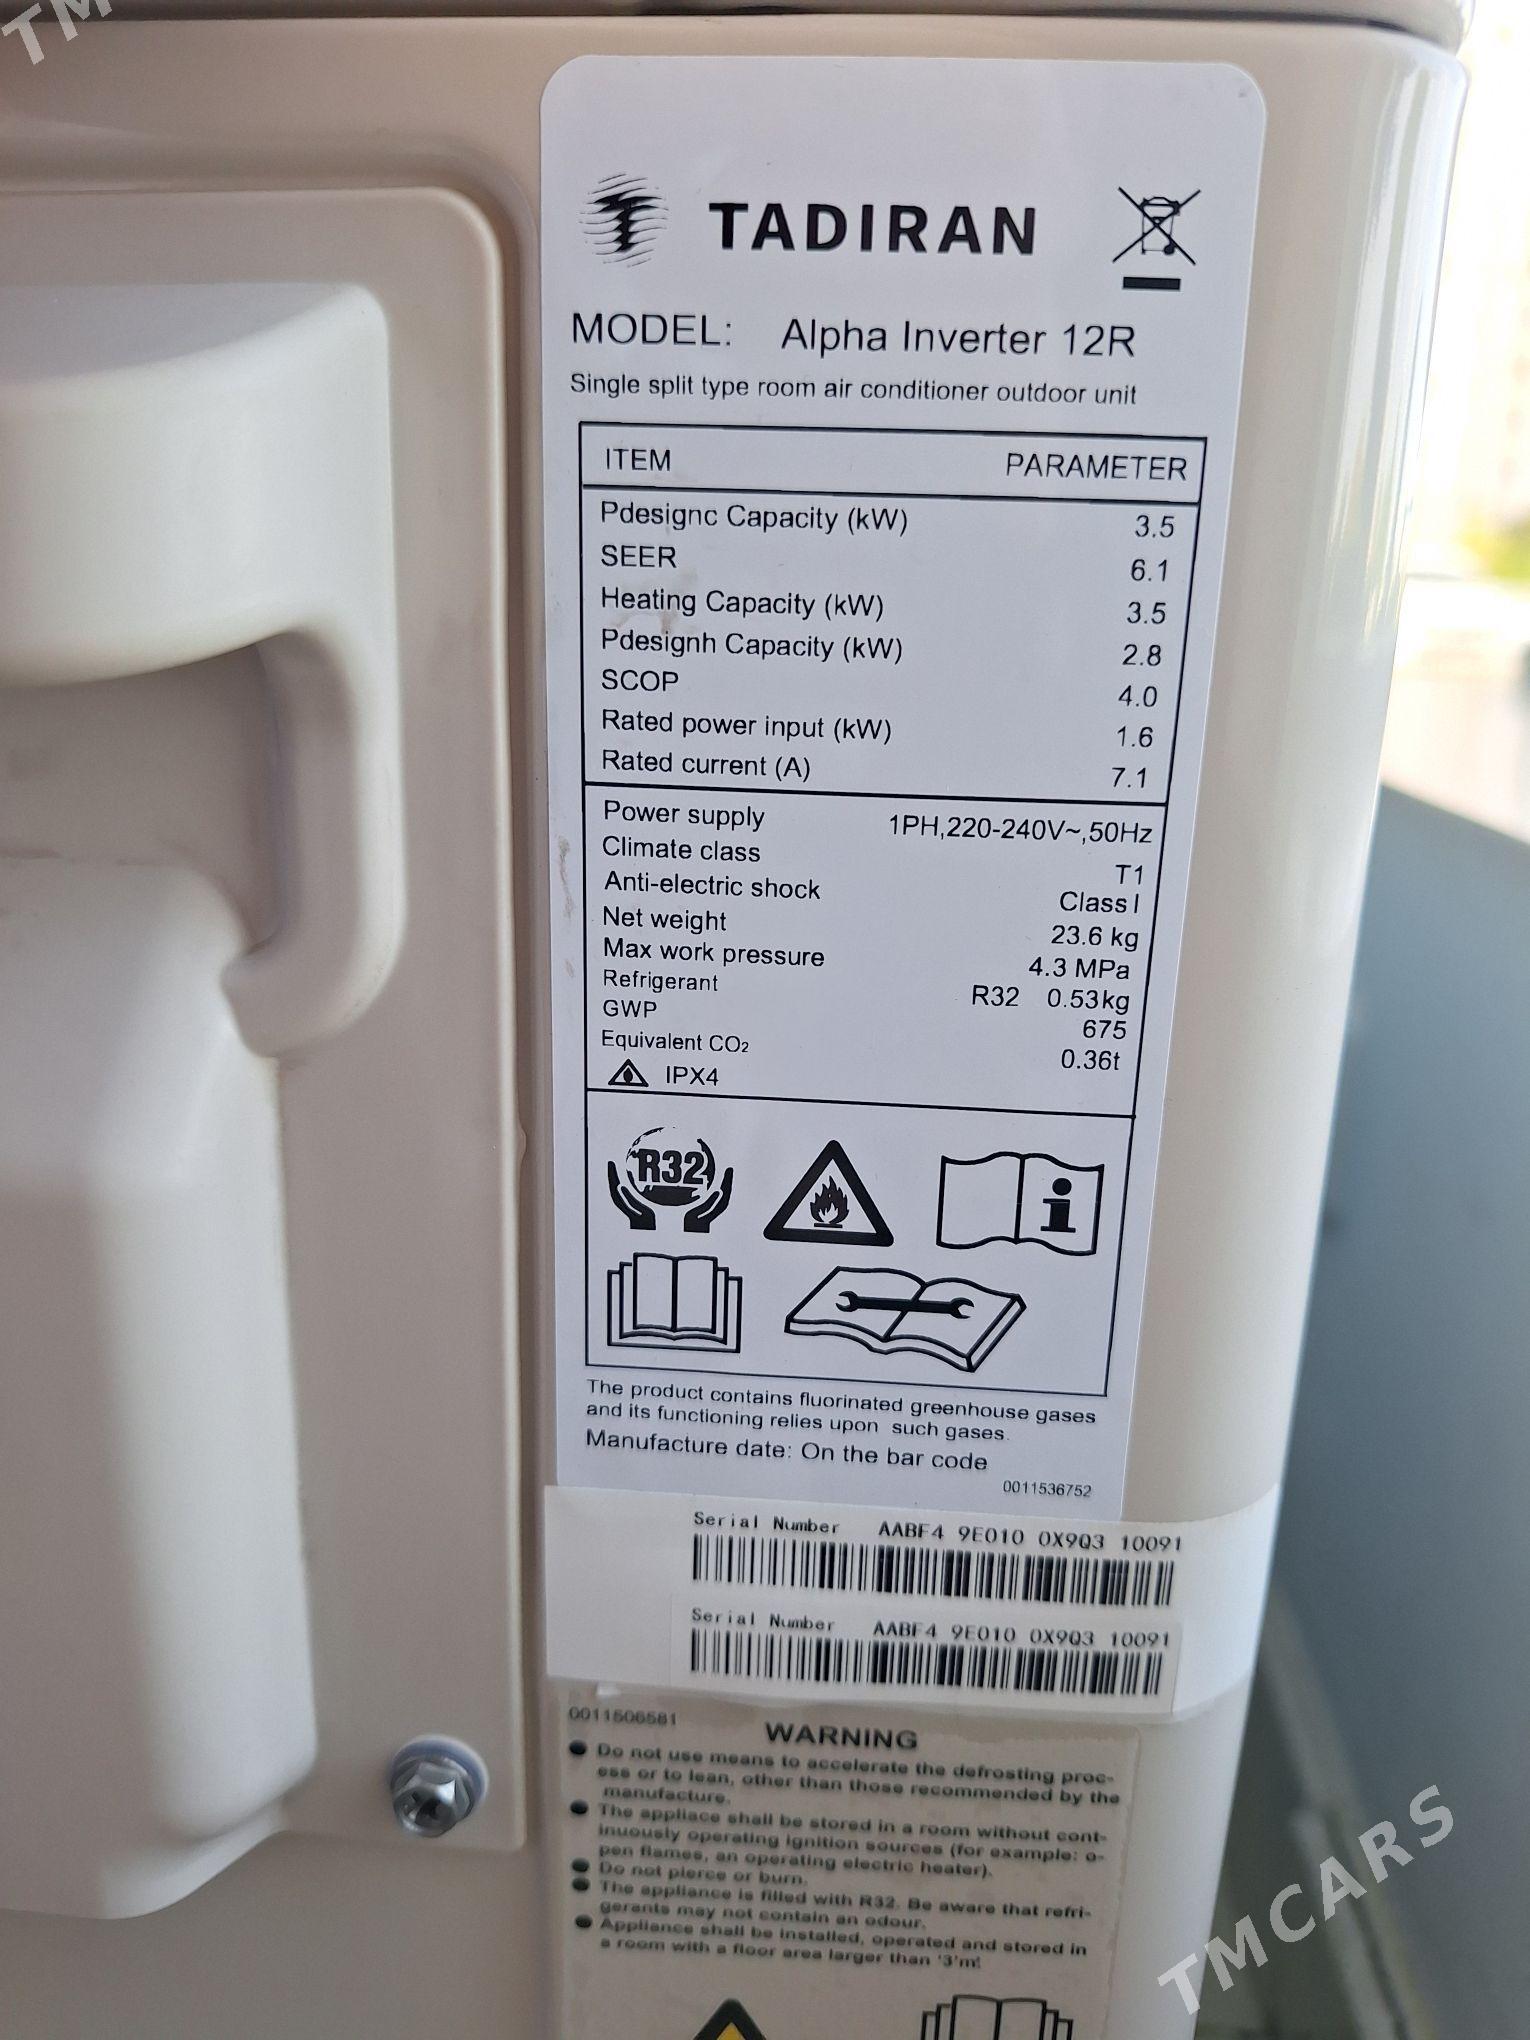 TM
TADIRAN
MODEL: Alpha Inverter 12R
Single split type room air conditioner outdoor unit
ITEM PARAMETER
Pdesignc Capacity (kW) 3.5
SEER 6.1
Heating Capacity (kW) 3.5
Pdesignh Capacity (kW) 2.8
SCOP 4.0
Rated power input (kW) 1.6
Rated current (A) 7.1
Power supply 1PH,220-240V~,50Hz
Climate class T1
Anti-electric shock Class I
Net weight 23.6 kg
Max work pressure 4.3 MPa
Refrigerant R32 0.53kg
GWP 675
Equivalent CO₂ 0.36t
IPX4
R32
The product contains fluorinated greenhouse gases
and its functioning relies upon such gases.
Manufacture date: On the bar code
0011536752
Serial Number AABF4 9E010 0X9Q3 10091
Serial Number AABF4 9E010 0X9Q3 10091
0011506581
WARNING
● Do not use means to accelerate the defrosting proc-
ess or to lean, other than those recommended by the
manufacture.
● The appliace shall be stored in a room without cont-
inuously operating ignition sources (for example: o-
pen flames, an operating electric heater).
● Do not pierce or burn.
● The appliance is filled with R32. Be aware that refri-
gerants may not contain an odour.
● Appliance shall be installed, operated and stored in
a room with a floor area larger than '3'm²
TMCARS